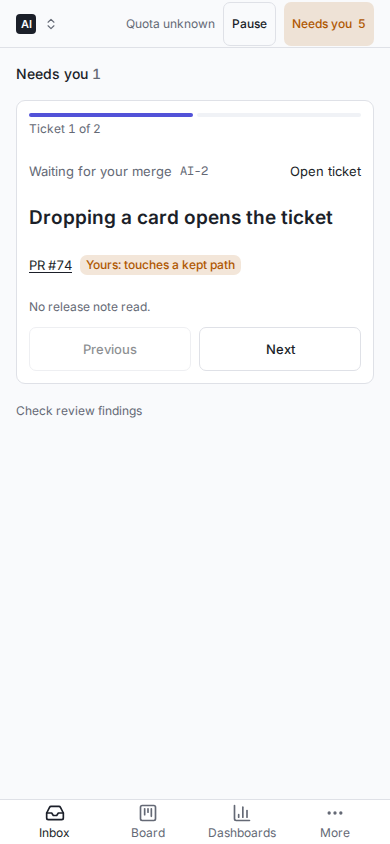 AI
Quota unknown
Pause
Needs you 5
Needs you 1
Ticket 1 of 2
Waiting for your merge AI-2
Open ticket
Dropping a card opens the ticket
PR #74
Yours: touches a kept path
No release note read.
Previous
Next
Check review findings
Inbox
Board
Dashboards
More